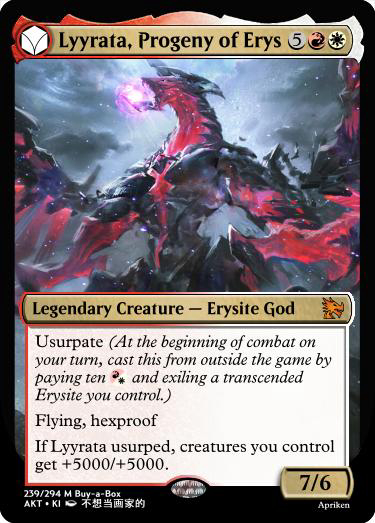 Lyyrata, Progeny of Erys 5
Legendary Creature — Erysite God
Usurpate (At the beginning of combat on
your turn, cast this from outside the game by
paying ten and exiling a transcended
Erysite you control.)
Flying, hexproof
If Lyyrata usurped, creatures you control
get +5000/+5000.
7/6
239/294 M Buy-a-Box
AKT • KI 不想当画家的
Apriken